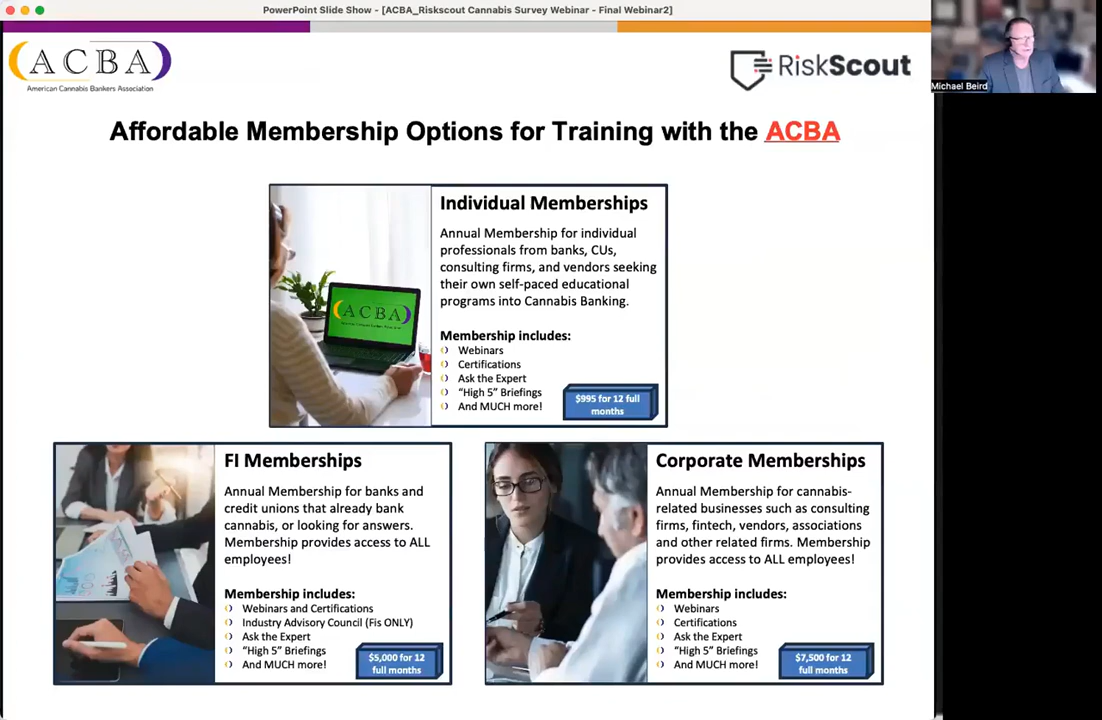 PowerPoint Slide Show - [ACBA_Riskscout Cannabis Survey Webinar - Final Webinar2]
ACBA
American Cannabis Bankers Association
RiskScout
Michael Beird
Affordable Membership Options for Training with the ACBA
Individual Memberships
Annual Membership for individual
professionals from banks, CUs,
consulting firms, and vendors seeking
their own self-paced educational
programs into Cannabis Banking.
Membership includes:
Webinars
Certifications
Ask the Expert
“High 5” Briefings
And MUCH more!
$995 for 12 full
months
ACBA
FI Memberships
Annual Membership for banks and
credit unions that already bank
cannabis, or looking for answers.
Membership provides access to ALL
employees!
Membership includes:
Webinars and Certifications
Industry Advisory Council (Fis ONLY)
Ask the Expert
“High 5” Briefings
And MUCH more!
$5,000 for 12
full months
Corporate Memberships
Annual Membership for cannabis-
related businesses such as consulting
firms, fintech, vendors, associations
and other related firms. Membership
provides access to ALL employees!
Membership includes:
Webinars
Certifications
Ask the Expert
“High 5” Briefings
And MUCH more!
$7,500 for 12
full months